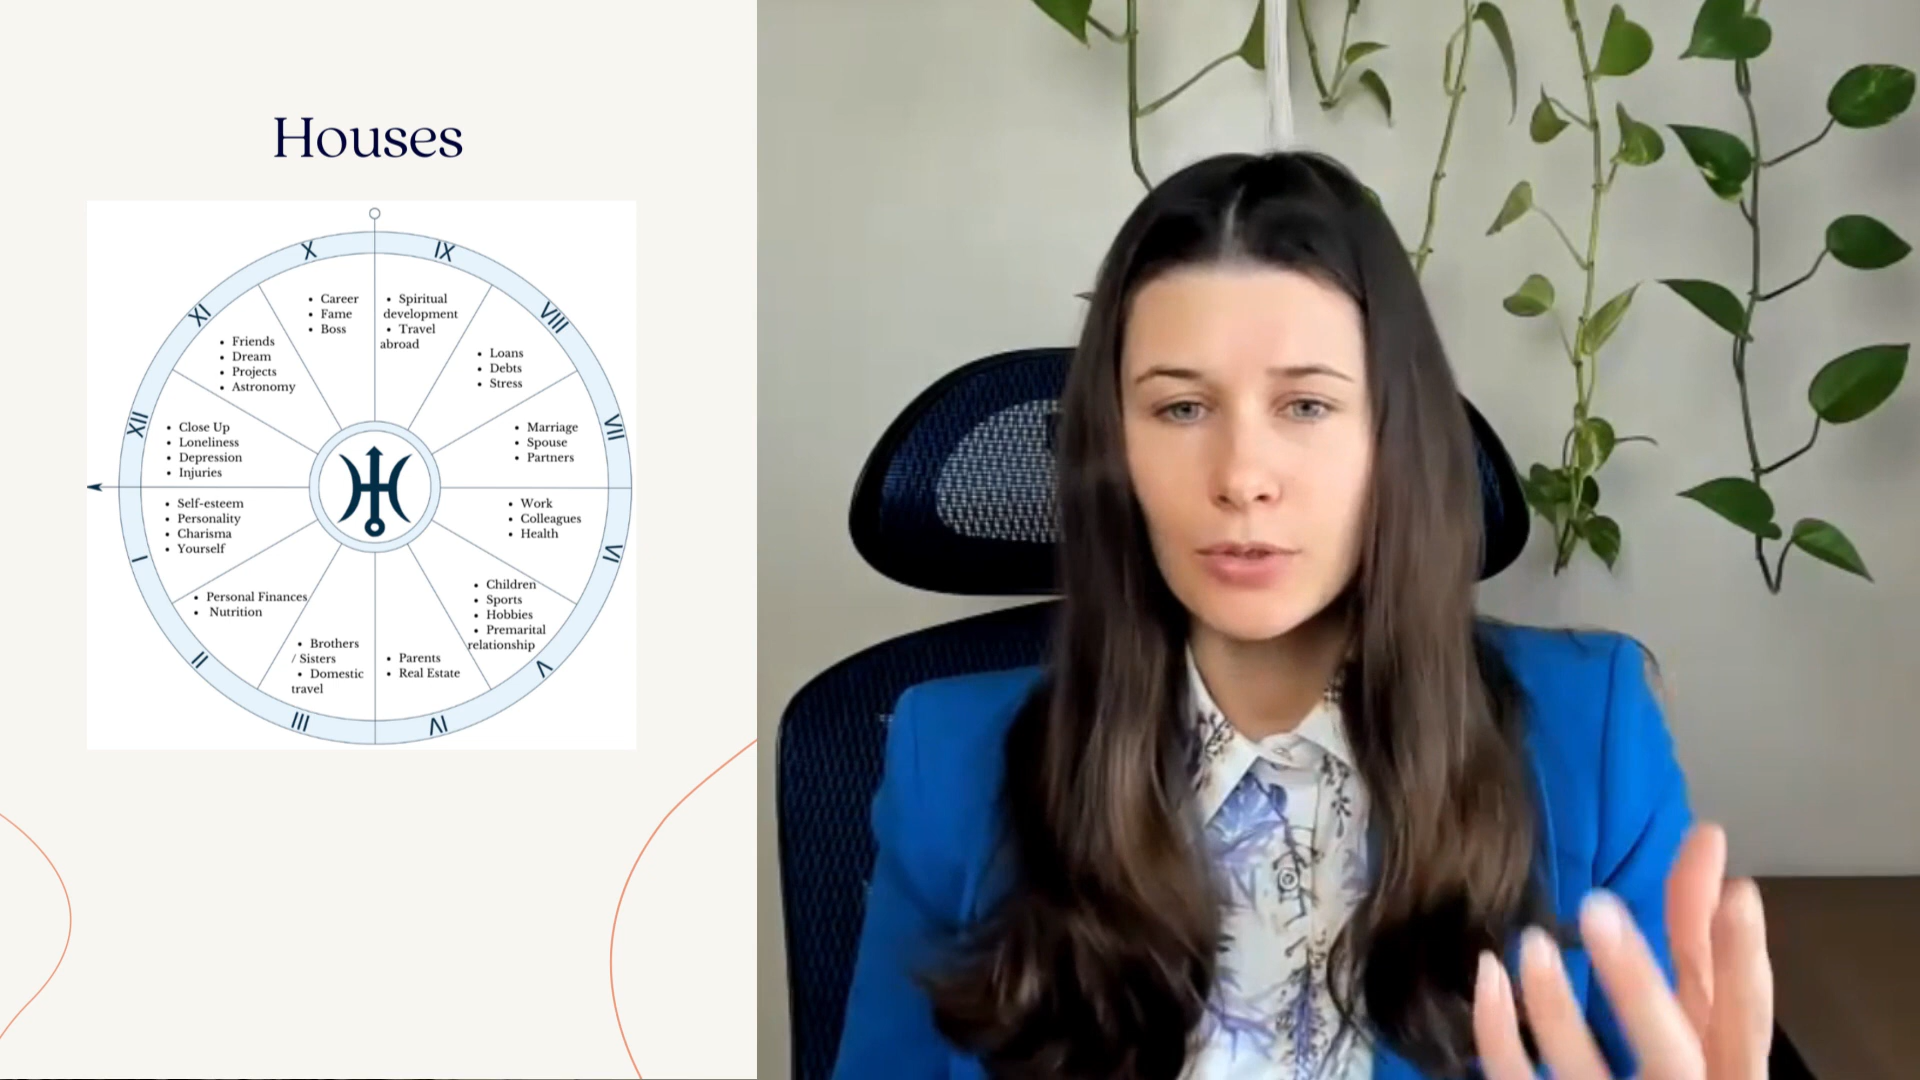 Houses
X
• Career
• Fame
• Boss
IX
• Spiritual
development
• Travel
abroad
VIII
• Loans
• Debts
• Stress
VII
• Marriage
• Spouse
• Partners
VI
• Work
• Colleagues
• Health
V
• Children
• Sports
• Hobbies
• Premarital
relationship
IV
• Parents
• Real Estate
III
• Brothers
/ Sisters
• Domestic
travel
II
• Personal Finances
• Nutrition
I
• Self-esteem
• Personality
• Charisma
• Yourself
XII
• Close Up
• Loneliness
• Depression
• Injuries
XI
• Friends
• Dream
• Projects
• Astronomy